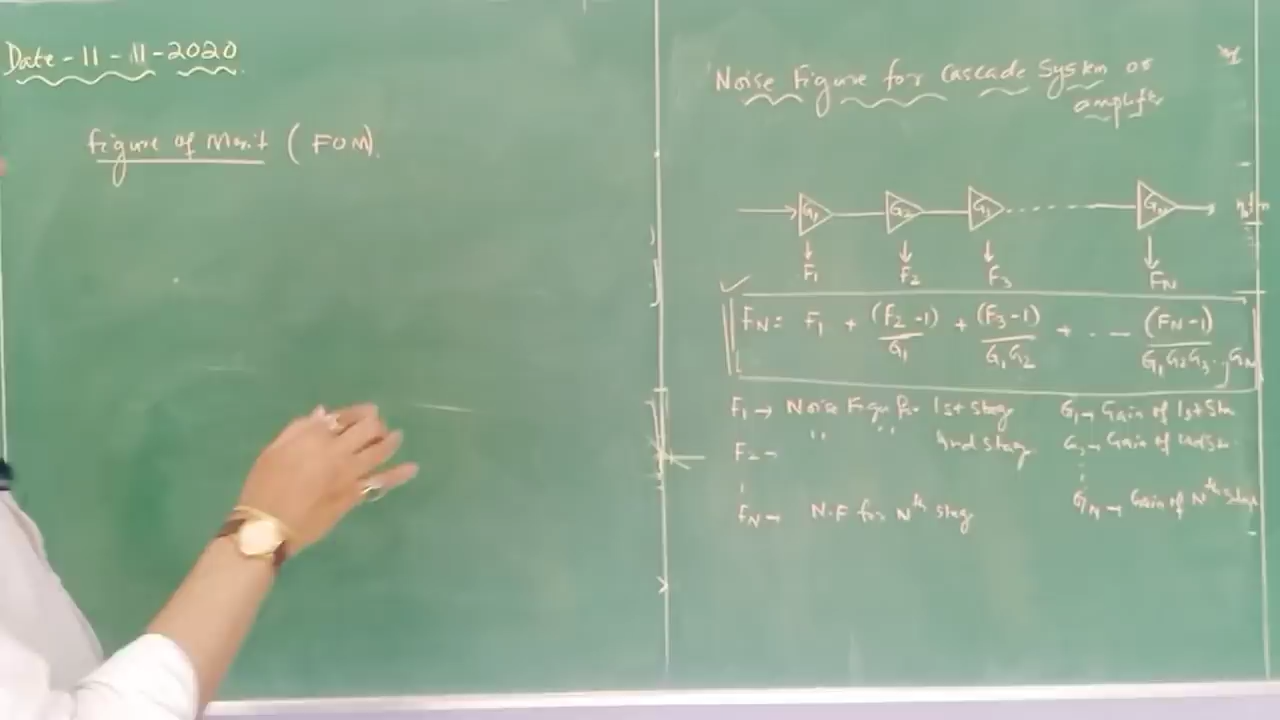 Date - 11 - 11 - 2020
Figure of Merit (FOM).
Noise Figure for Cascade System or
amplifier
G1 G2 G3 GN
F1 F2 F3 FN
FN = F1 + (F2 -1)/G1 + (F3 -1)/G1G2 + ... (FN -1)/G1G2G3...GN
F1 → Noise Figure for 1st stage G1 → Gain of 1st Sta
F2 → " " 2nd stage G2 → Gain of 2nd St
FN → N.F for Nth stage GN → Gain of Nth stage